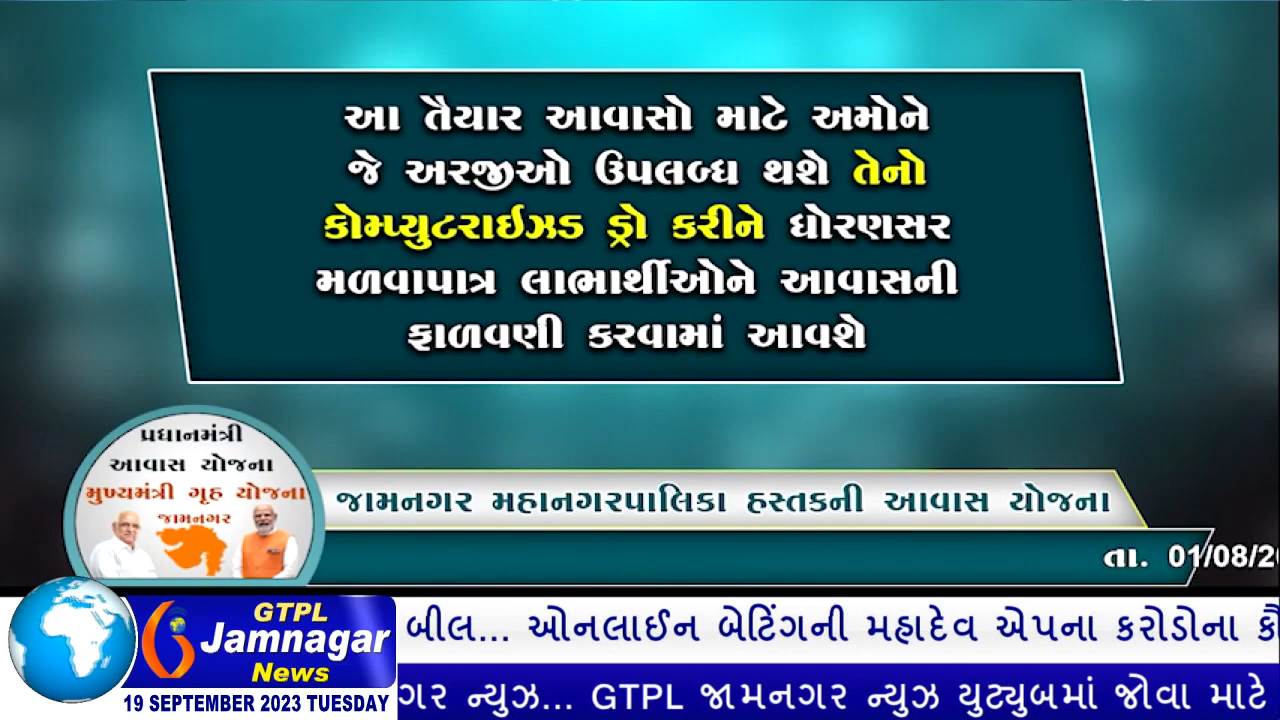 આ તૈયાર આવાસો માટે અમોને
જે અરજીઓ ઉપલબ્ધ થશે તેનો
કોમ્પ્યુટરાઈઝડ ડ્રો કરીને ધોરણસર
મળવાપાત્ર લાભાર્થીઓને આવાસની
ફાળવણી કરવામાં આવશે
પ્રધાનમંત્રી
આવાસ યોજના
મુખ્યમંત્રી ગૃહ યોજના
જામનગર
જામનગર મહાનગરપાલિકા હસ્તકની આવાસ યોજના
તા. 01/08/20
GTPL
Jamnagar
News
19 SEPTEMBER 2023 TUESDAY
બીલ... ઓનલાઈન બેટિંગની મહાદેવ એપના કરોડોના
ગર ન્યુઝ... GTPL જામનગર ન્યુઝ યુટ્યુબમાં જોવા માટે